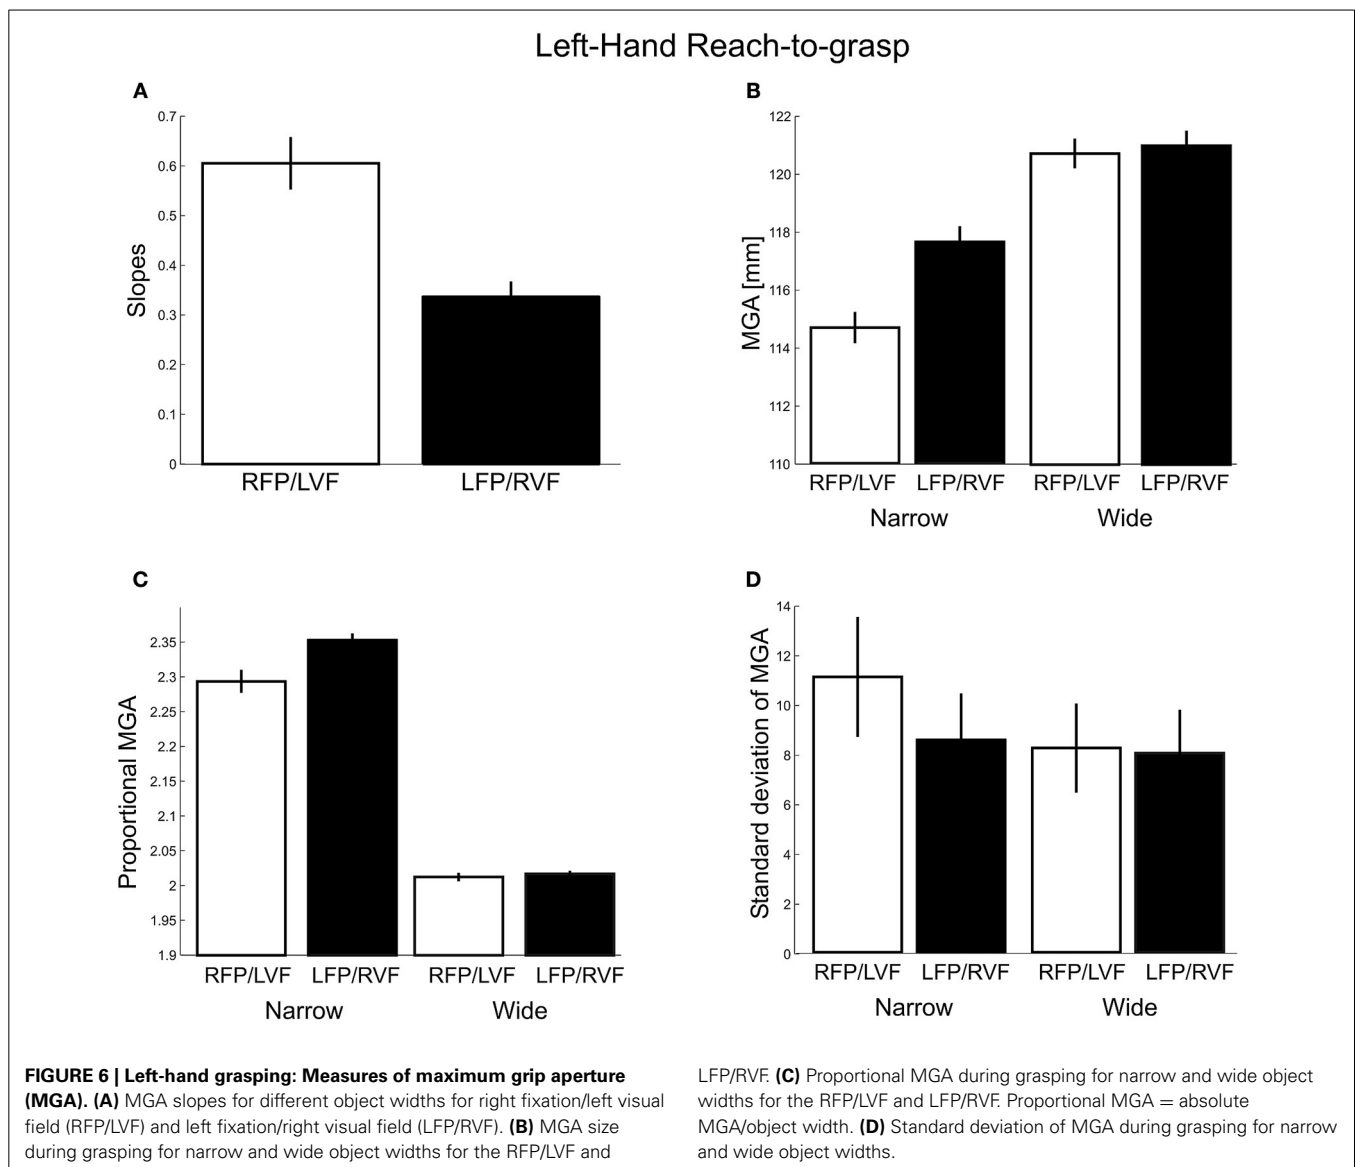 Left-Hand Reach-to-grasp
A
0.7
0.6
0.5
0.4
0.3
0.2
0.1
0
Slopes
RFP/LVF LFP/RVF
B
122
120
118
116
114
112
110
MGA [mm]
RFP/LVF LFP/RVF RFP/LVF LFP/RVF
Narrow Wide
C
2.35
2.3
2.25
2.2
2.15
2.1
2.05
2
1.95
1.9
Proportional MGA
RFP/LVF LFP/RVF RFP/LVF LFP/RVF
Narrow Wide
D
14
12
10
8
6
4
2
0
Standard deviation of MGA
RFP/LVF LFP/RVF RFP/LVF LFP/RVF
Narrow Wide
FIGURE 6 | Left-hand grasping: Measures of maximum grip aperture
(MGA). (A) MGA slopes for different object widths for right fixation/left visual
field (RFP/LVF) and left fixation/right visual field (LFP/RVF). (B) MGA size
during grasping for narrow and wide object widths for the RFP/LVF and
LFP/RVF. (C) Proportional MGA during grasping for narrow and wide object
widths for the RFP/LVF and LFP/RVF. Proportional MGA = absolute
MGA/object width. (D) Standard deviation of MGA during grasping for narrow
and wide object widths.